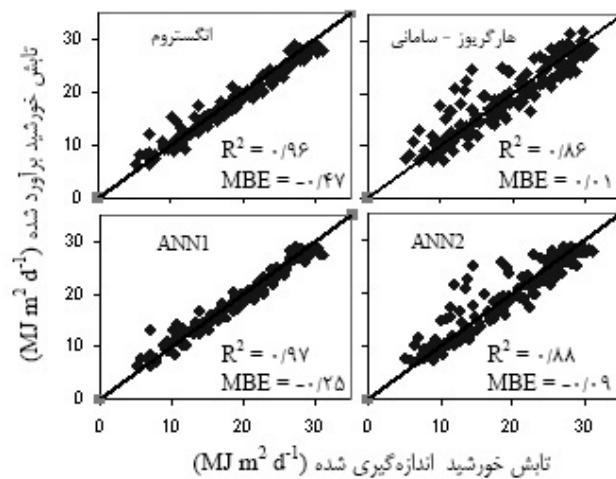 انگستروم
هارگریوز - سامانی
35
30
20
10
0
R² = ۰/۹۶
MBE = -۰/۴۷
R² = ۰/۸۶
MBE = ۰/۰۱
ANN1
ANN2
30
20
10
0
R² = ۰/۹۷
MBE = -۰/۲۵
R² = ۰/۸۸
MBE = -۰/۰۹
0 10 20 30 0 10 20 30
تابش خورشید برآورد شده (MJ m² d⁻¹)
تابش خورشید اندازه‌گیری شده (MJ m² d⁻¹)